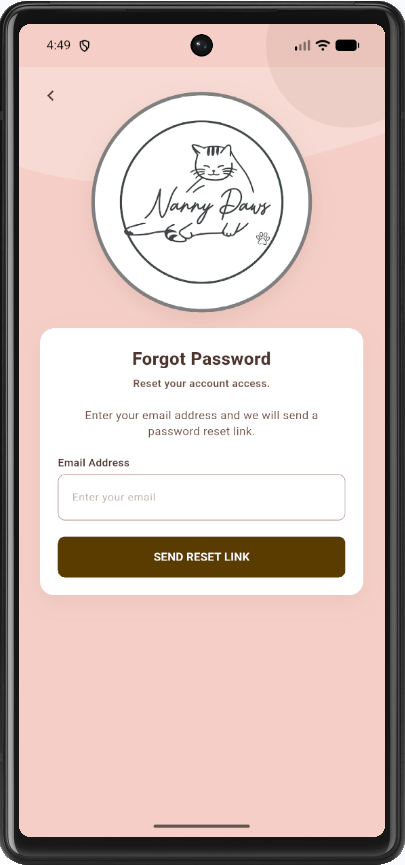 4:49
Nanny Paws
Forgot Password
Reset your account access.
Enter your email address and we will send a
password reset link.
Email Address
Enter your email
SEND RESET LINK